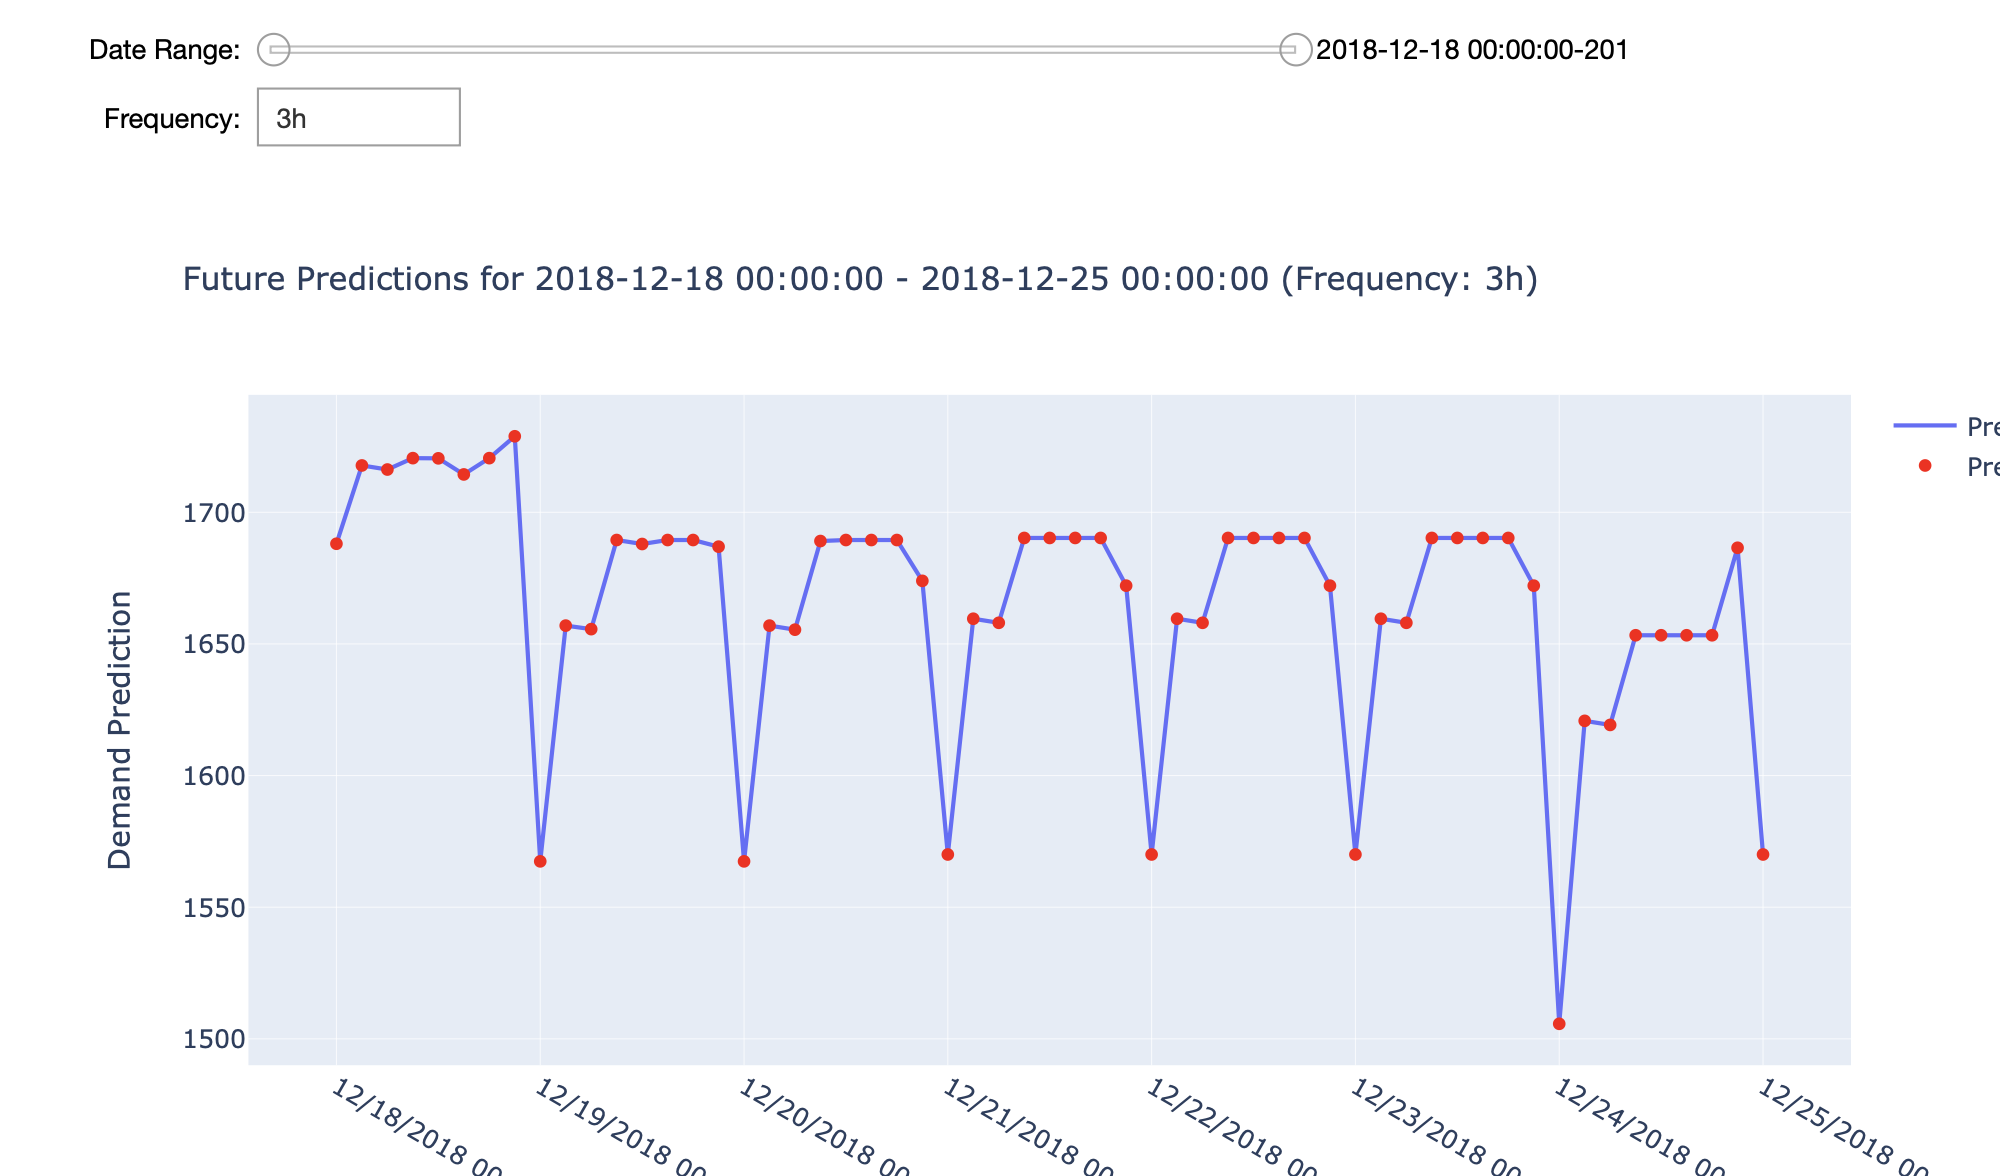 Date Range: 2018-12-18 00:00:00-201
Frequency: 3h
Future Predictions for 2018-12-18 00:00:00 - 2018-12-25 00:00:00 (Frequency: 3h)
Pre
Pre
Demand Prediction
1700
1650
1600
1550
1500
12/18/2018 00
12/19/2018 00
12/20/2018 00
12/21/2018 00
12/22/2018 00
12/23/2018 00
12/24/2018 00
12/25/2018 00